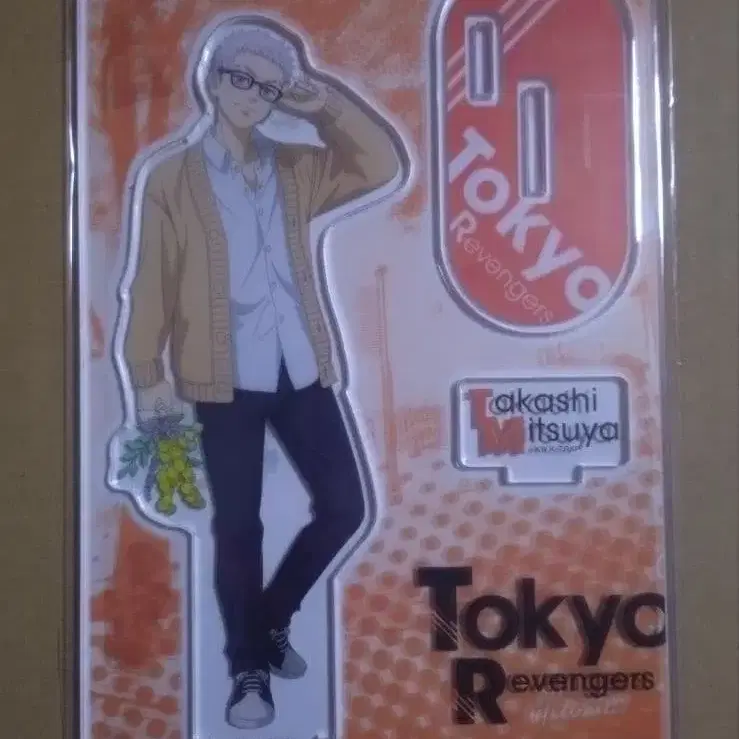 Tokyo
Revengers
Takashi
Mitsuya
Tokyo
Revengers